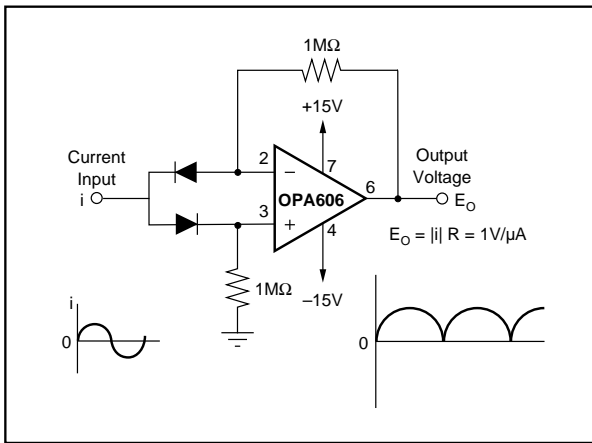 1MΩ
+15V
Current
Input
i
2
−
7
OPA606
6
Output
Voltage
E_O
3
+
4
E_O = |i| R = 1V/µA
1MΩ
–15V
i
0
0